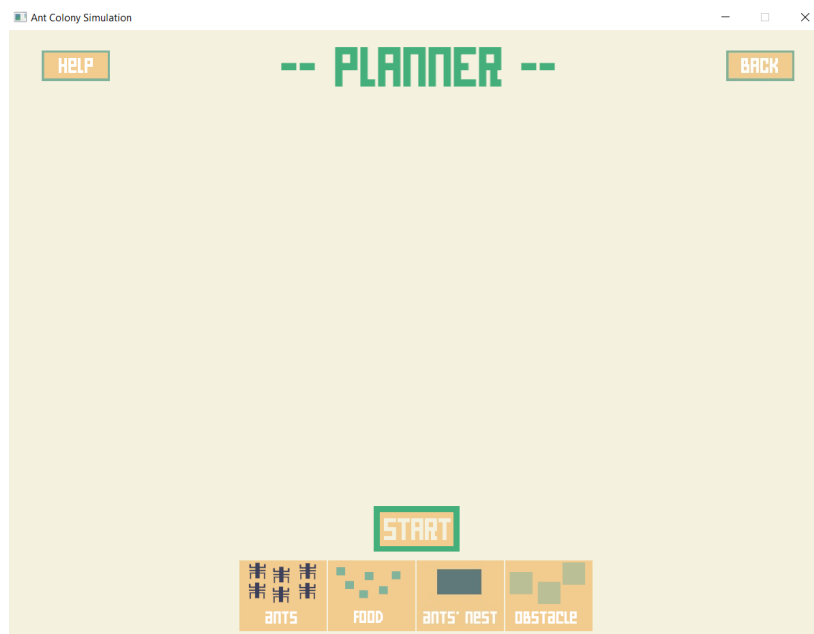 Ant Colony Simulation
HELP
-- PLANNER --
BACK
START
ANTS
FOOD
ANTS' NEST
OBSTACLE